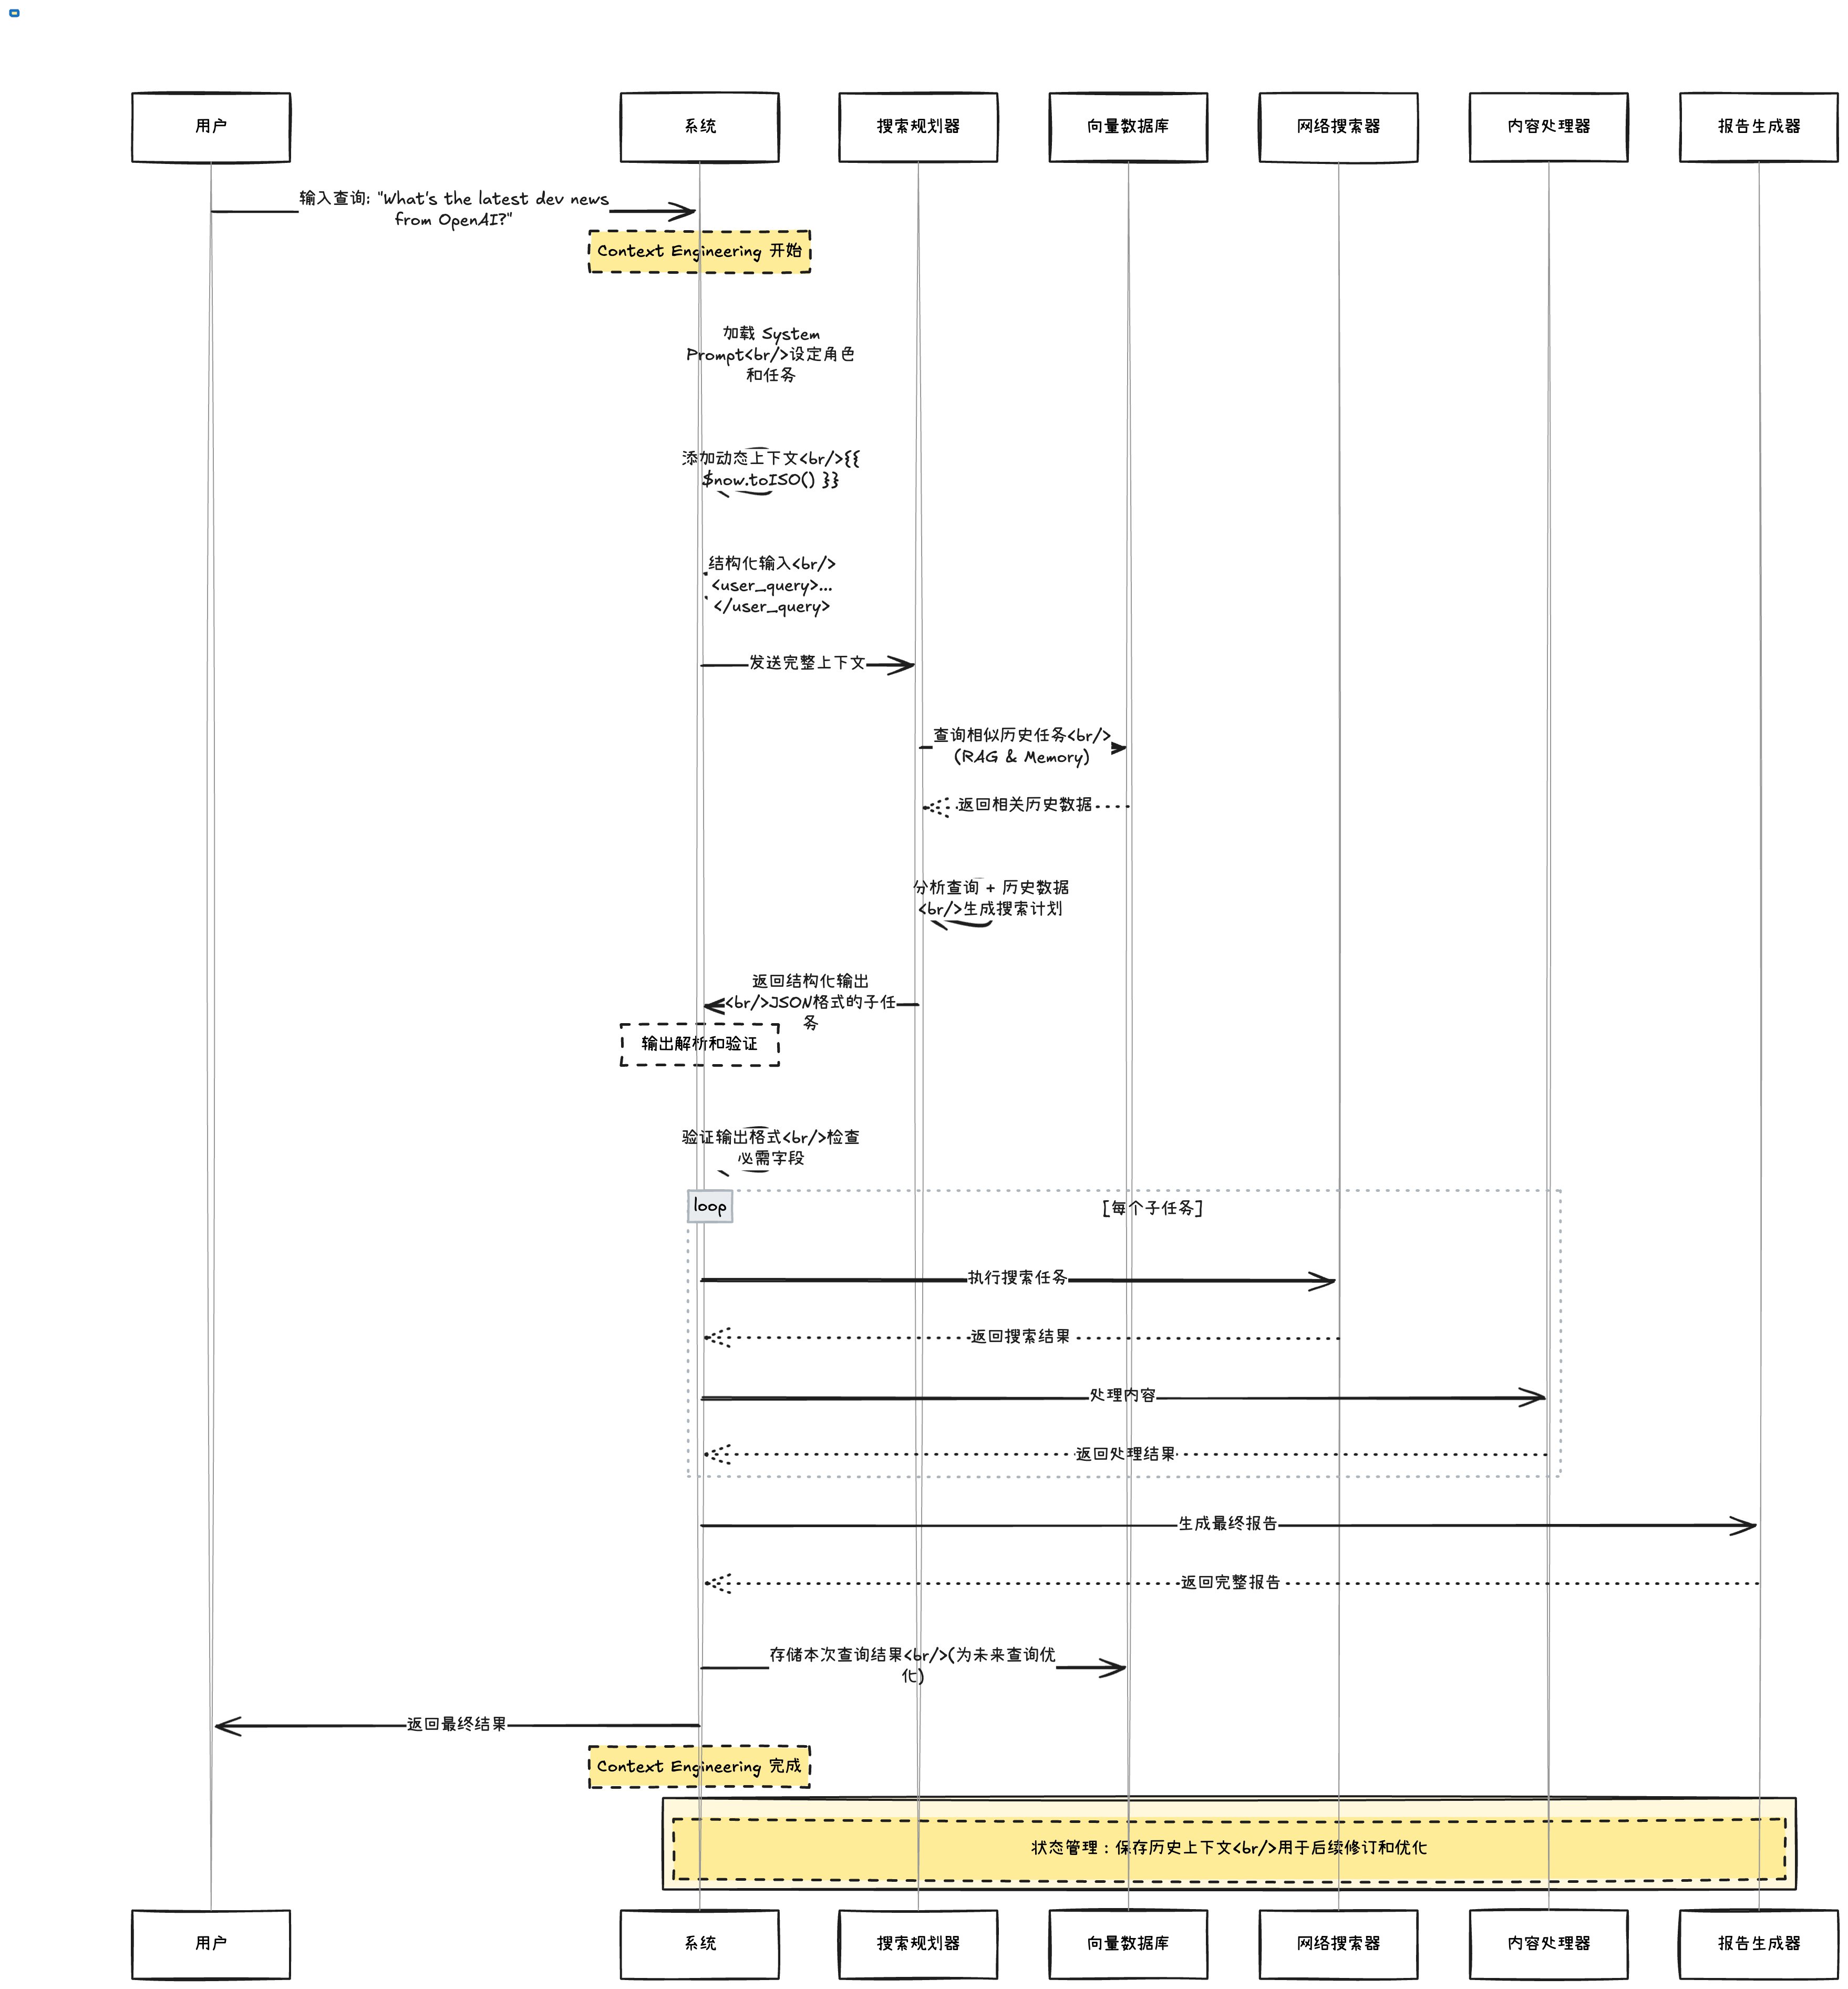 用户
系统
搜索规划器
向量数据库
网络搜索器
内容处理器
报告生成器
输入查询: "What's the latest dev news
from OpenAI?"
Context Engineering 开始
加载 System
Prompt<br/>设定角色
和任务
添加动态上下文<br/>{{
$now.toISO() }}
结构化输入<br/>
<user_query>...
</user_query>
发送完整上下文
查询相似历史任务<br/>
(RAG & Memory)
返回相关历史数据
分析查询 + 历史数据
<br/>生成搜索计划
返回结构化输出
<br/>JSON格式的子任
务
输出解析和验证
验证输出格式<br/>检查
必需字段
loop
[每个子任务]
执行搜索任务
返回搜索结果
处理内容
返回处理结果
生成最终报告
返回完整报告
存储本次查询结果<br/>(为未来查询优
化)
返回最终结果
Context Engineering 完成
状态管理：保存历史上下文<br/>用于后续修订和优化
用户
系统
搜索规划器
向量数据库
网络搜索器
内容处理器
报告生成器